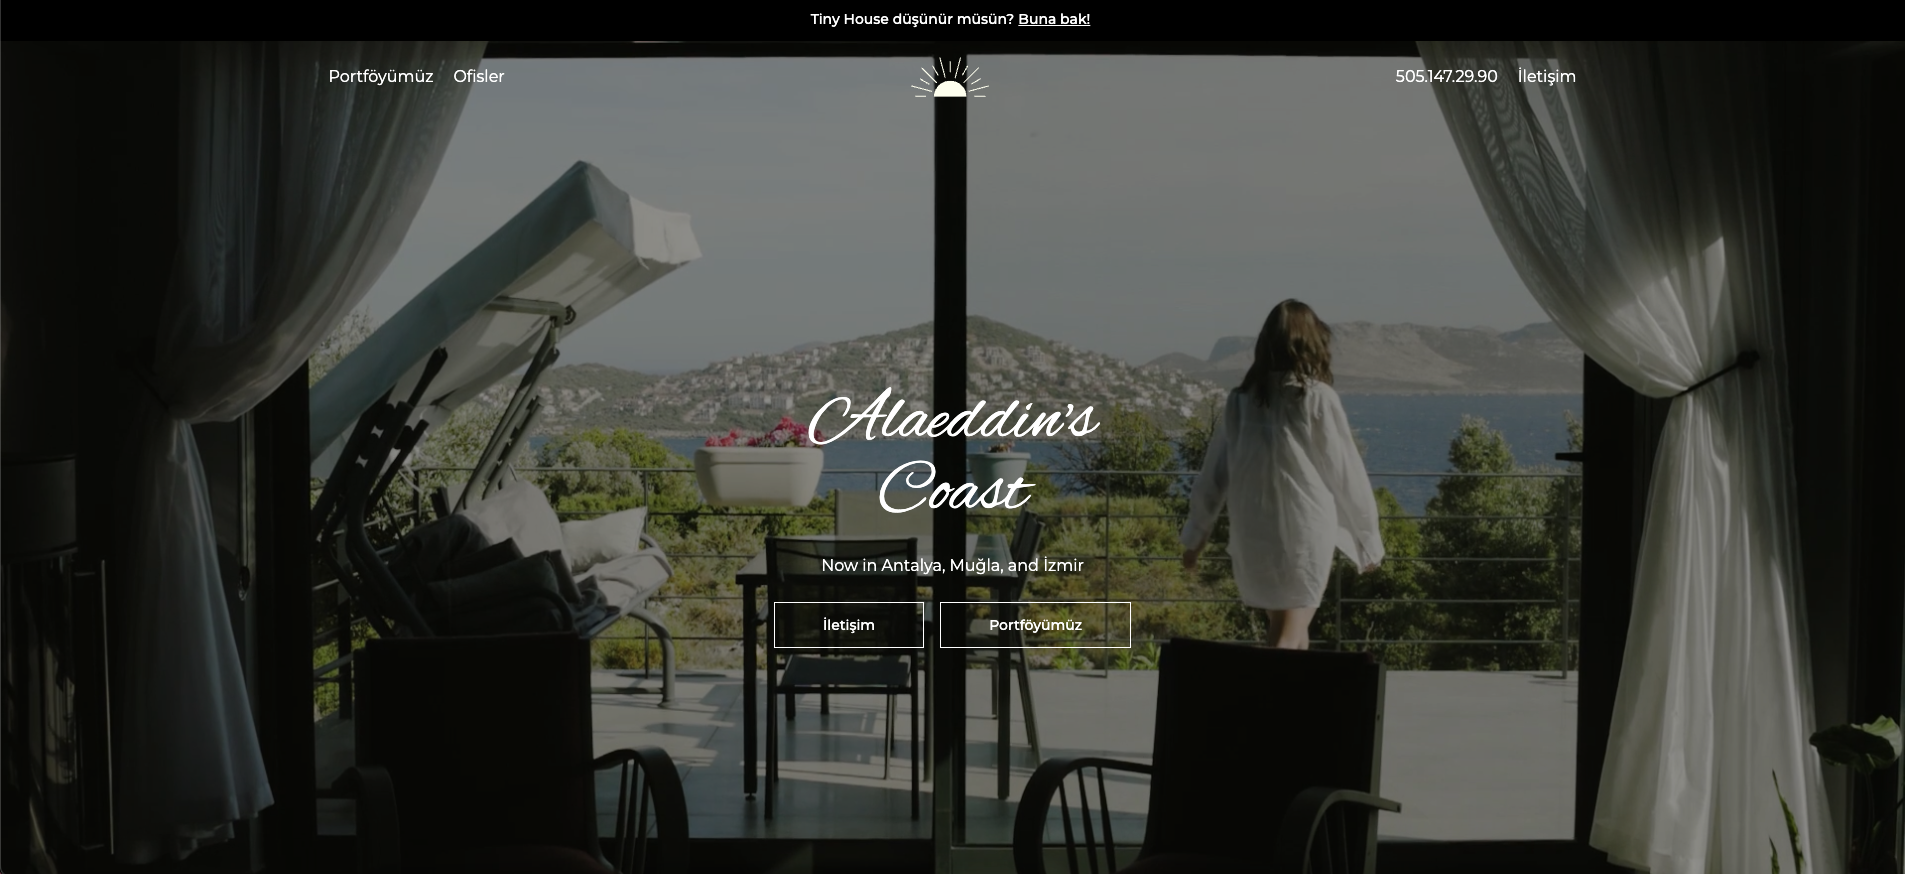 Tiny House düşünür müsün? Buna bak!
Portföyümüz Ofisler 505.147.29.90 İletişim
Alaeddin's
Coast
Now in Antalya, Muğla, and İzmir
İletişim Portföyümüz